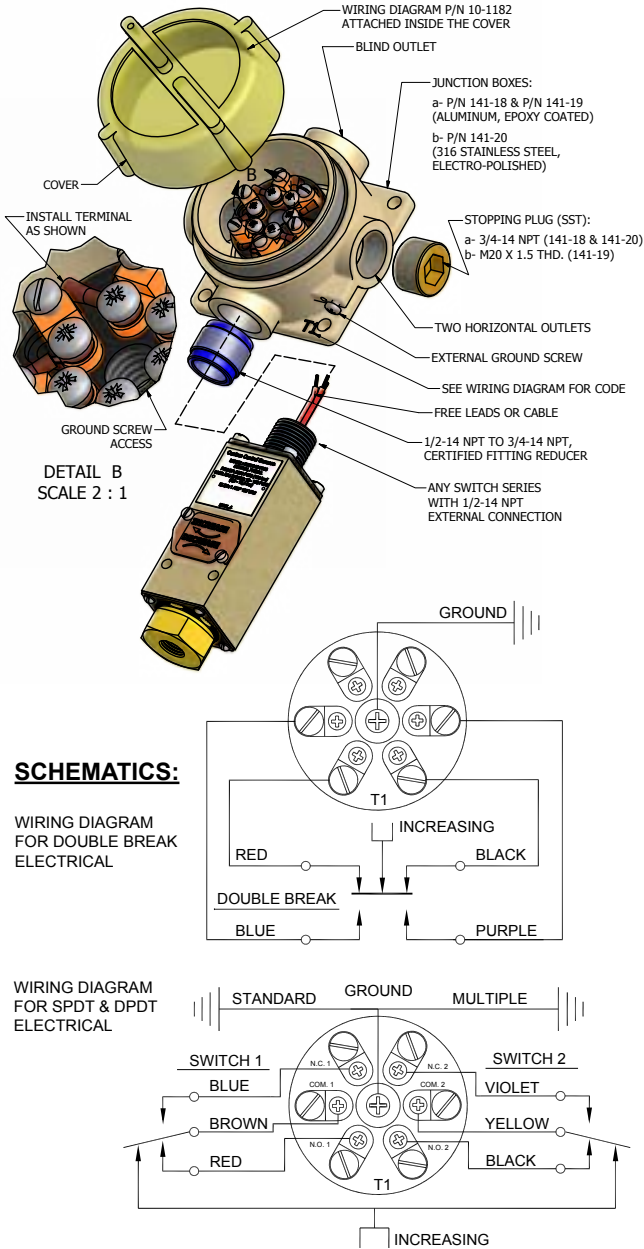 WIRING DIAGRAM P/N 10-1182
ATTACHED INSIDE THE COVER
BLIND OUTLET
JUNCTION BOXES:
a- P/N 141-18 & P/N 141-19
(ALUMINUM, EPOXY COATED)
b- P/N 141-20
(316 STAINLESS STEEL,
ELECTRO-POLISHED)
B
COVER
INSTALL TERMINAL
AS SHOWN
STOPPING PLUG (SST):
a- 3/4-14 NPT (141-18 & 141-20)
b- M20 X 1.5 THD. (141-19)
T1
TWO HORIZONTAL OUTLETS
EXTERNAL GROUND SCREW
SEE WIRING DIAGRAM FOR CODE
FREE LEADS OR CABLE
GROUND SCREW
ACCESS
1/2-14 NPT TO 3/4-14 NPT,
CERTIFIED FITTING REDUCER
DETAIL B
SCALE 2 : 1
ANY SWITCH SERIES
WITH 1/2-14 NPT
EXTERNAL CONNECTION
GROUND
SCHEMATICS:
T1
WIRING DIAGRAM
FOR DOUBLE BREAK
ELECTRICAL
INCREASING
RED
BLACK
DOUBLE BREAK
BLUE
PURPLE
WIRING DIAGRAM
FOR SPDT & DPDT
ELECTRICAL
STANDARD
GROUND
MULTIPLE
SWITCH 1
N.C. 1
N.C. 2
SWITCH 2
BLUE
COM. 1
COM. 2
VIOLET
BROWN
YELLOW
RED
N.O. 1
N.O. 2
BLACK
T1
INCREASING